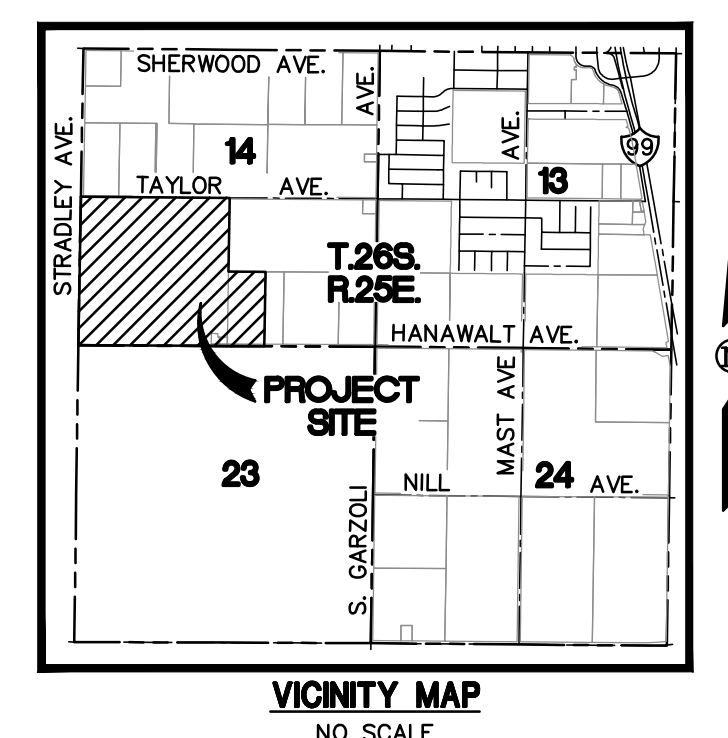 SHERWOOD AVE.
AVE.
STRADLEY AVE.
14
AVE.
99
13
TAYLOR AVE.
T.26S.
R.25E.
HANAWALT AVE.
PROJECT
SITE
MAST AVE
23
24
NILL AVE.
S. GARZOLI
VICINITY MAP
NO SCALE